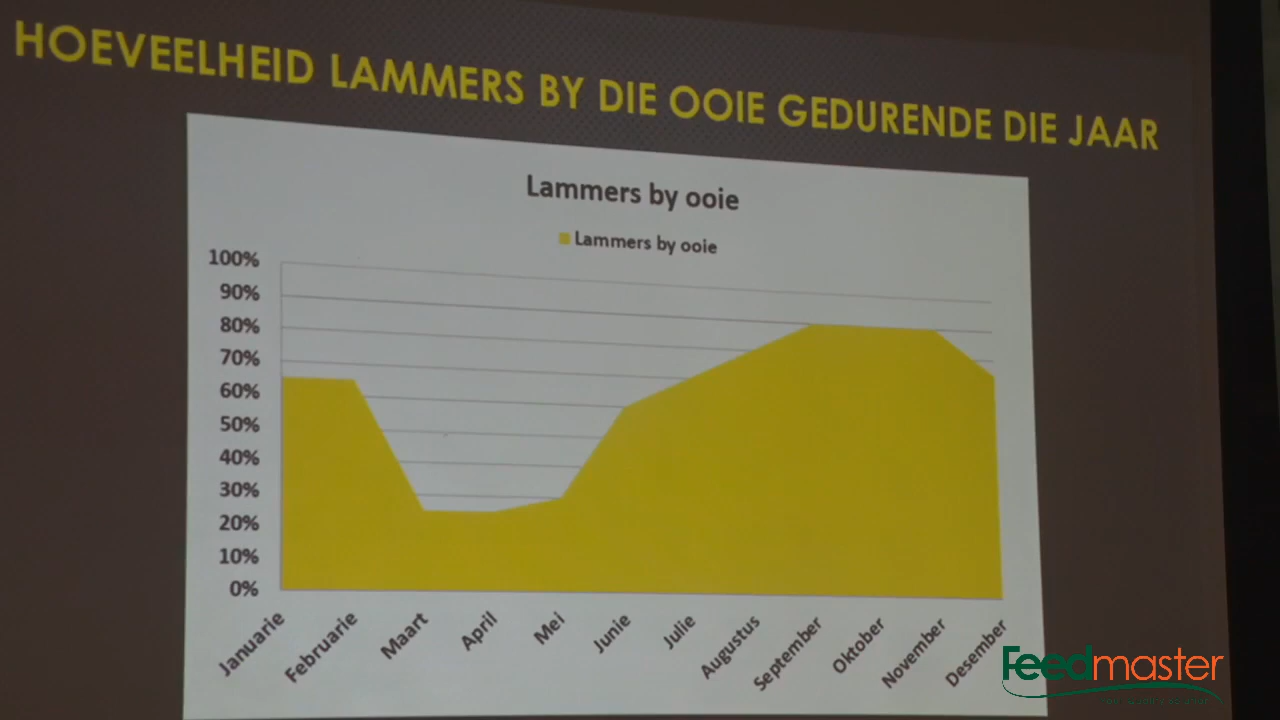 HOEVEELHEID LAMMERS BY DIE OOIE GEDURENDE DIE JAAR
Lammers by ooie
Lammers by ooie
100%
90%
80%
70%
60%
50%
40%
30%
20%
10%
0%
Januarie
Februarie
Maart
April
Mei
Junie
Julie
Augustus
September
Oktober
November
Desember
Feedmaster